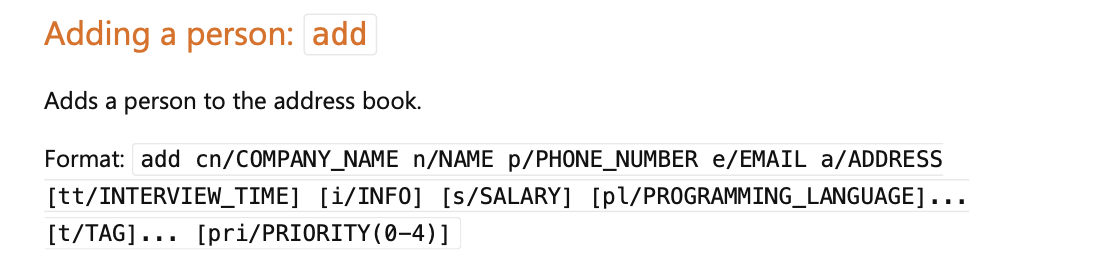 Adding a person: add
Adds a person to the address book.
Format: add cn/COMPANY_NAME n/NAME p/PHONE_NUMBER e/EMAIL a/ADDRESS
[tt/INTERVIEW_TIME] [i/INFO] [s/SALARY] [pl/PROGRAMMING_LANGUAGE]...
[t/TAG]... [pri/PRIORITY(0-4)]